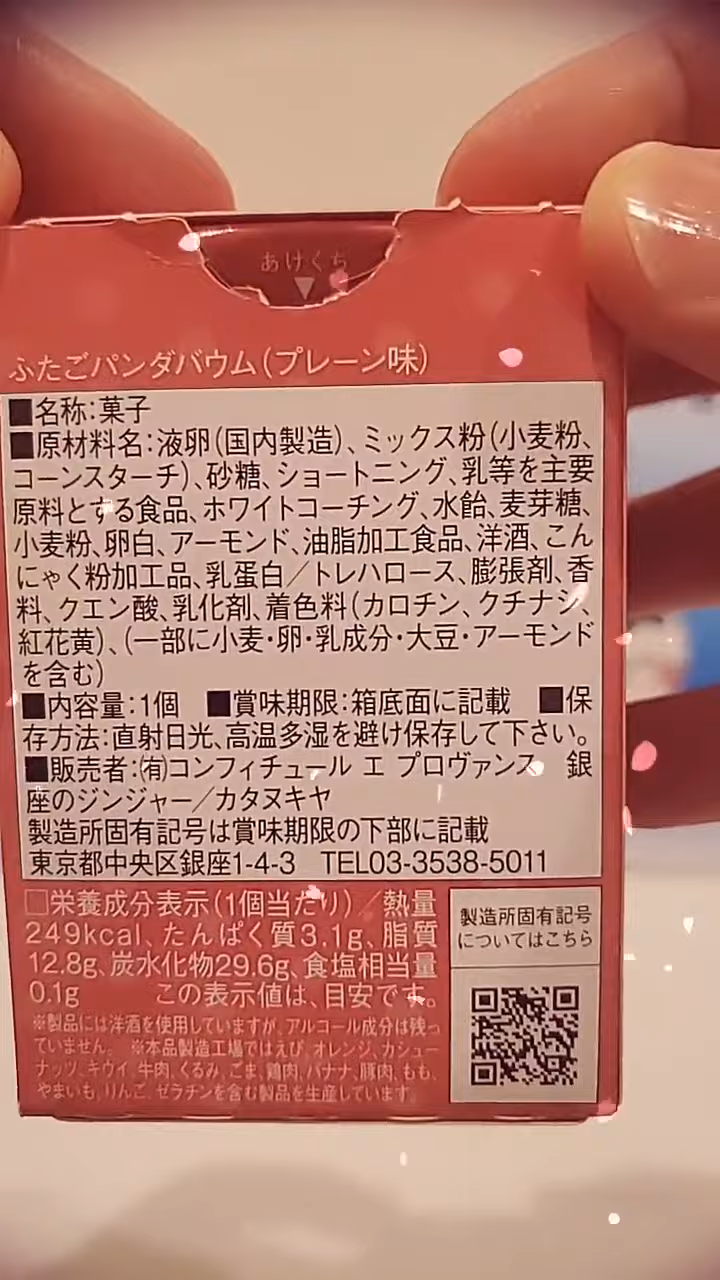 あけくち
ふたごパンダバウム(プレーン味)
■名称:菓子
■原材料名:液卵(国内製造)、ミックス粉(小麦粉、
コーンスターチ)、砂糖、ショートニング、乳等を主要
原料とする食品、ホワイトコーチング、水飴、麦芽糖、
小麦粉、卵白、アーモンド、油脂加工食品、洋酒、こん
にゃく粉加工品、乳蛋白/トレハロース、膨張剤、香
料、クエン酸、乳化剤、着色料(カロチン、クチナシ、
紅花黄)、(一部に小麦・卵・乳成分・大豆・アーモンド
を含む)
■内容量:1個 ■賞味期限:箱底面に記載 ■保
存方法:直射日光、高温多湿を避け保存して下さい。
■販売者:㈲コンフィチュール エ プロヴァンス 銀
座のジンジャー/カタヌキヤ
製造所固有記号は賞味期限の下部に記載
東京都中央区銀座1-4-3 TEL03-3538-5011
□栄養成分表示(1個当たり)/熱量
249kcal、たんぱく質3.1g、脂質
12.8g、炭水化物29.6g、食塩相当量
0.1g この表示値は、目安です。
※製品には洋酒を使用していますが、アルコール成分は残っ
ていません。 ※本品製造工場ではえび、オレンジ、カシュー
ナッツ、キウイ、牛肉、くるみ、ごま、鶏肉、バナナ、豚肉、もも、
やまいも、りんご、ゼラチンを含む製品を生産しています。
製造所固有記号
についてはこちら